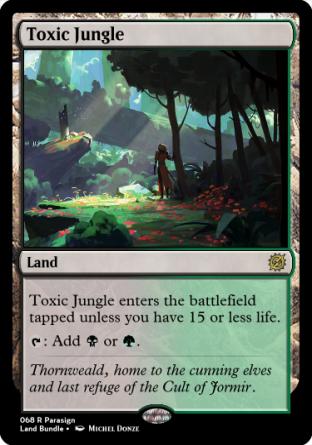 Toxic Jungle
Land
Toxic Jungle enters the battlefield
tapped unless you have 15 or less life.
: Add or .
Thornweald, home to the cunning elves
and last refuge of the Cult of Jormir.
068 R Parasign
Land Bundle • Michel Donze